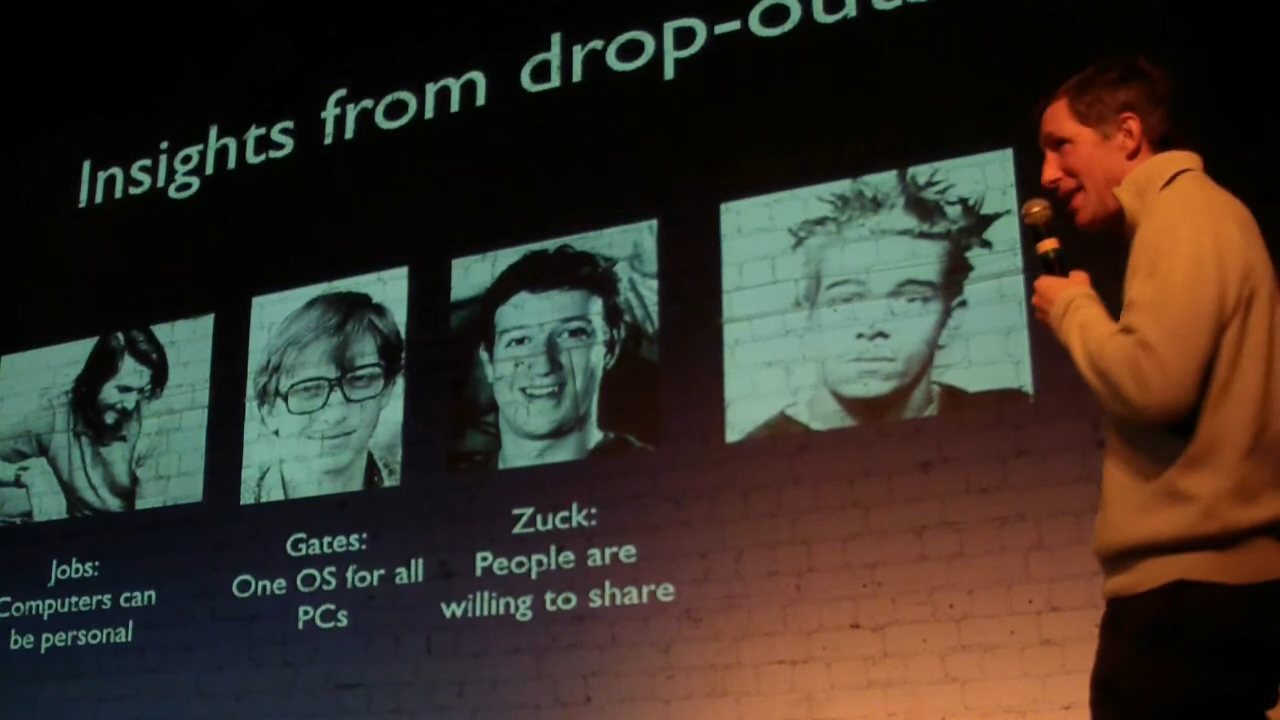 Insights from drop-outs
Jobs:
Computers can
be personal
Gates:
One OS for all
PCs
Zuck:
People are
willing to share